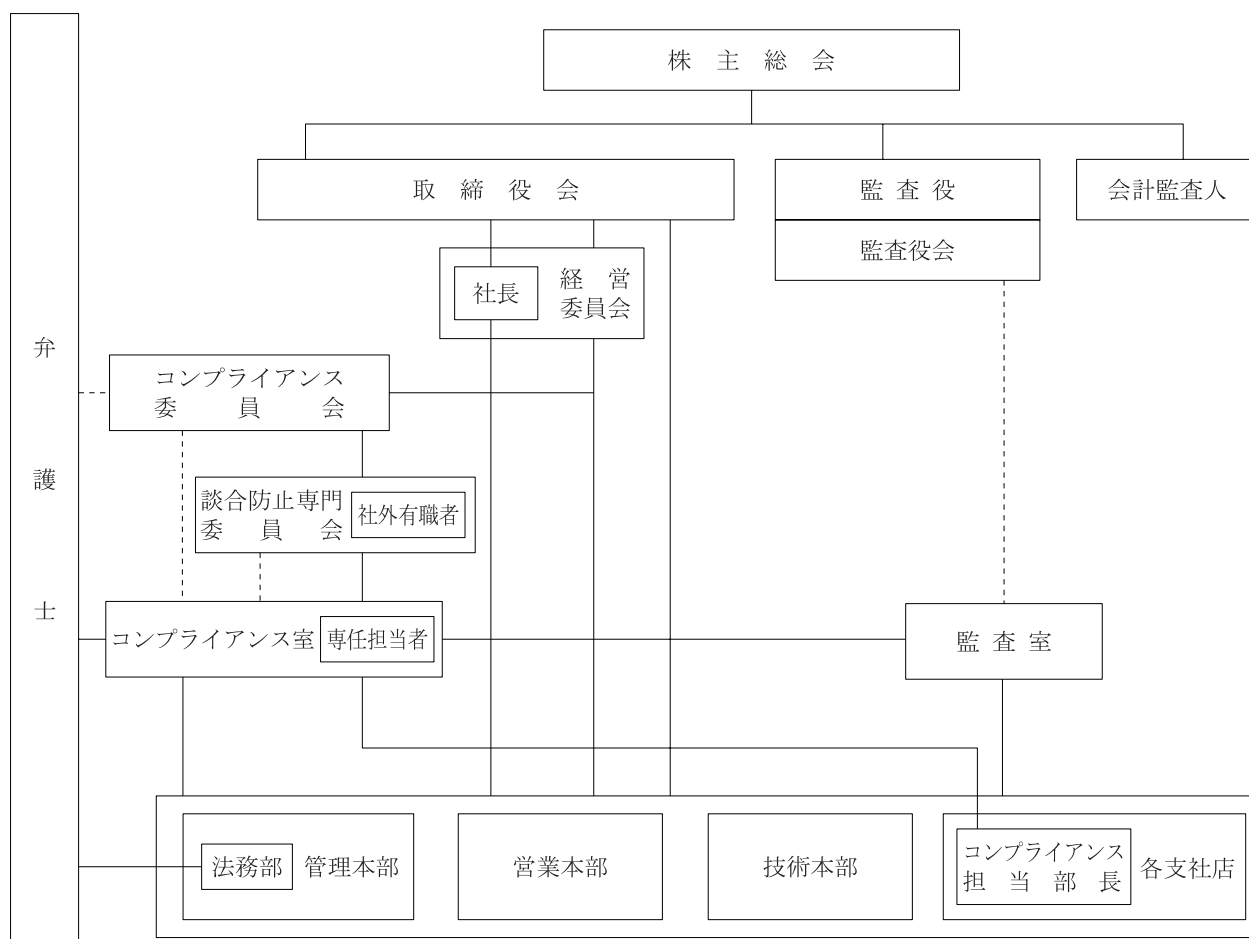 株主総会
取締役会
監査役
会計監査人
監査役会
社長
経営
委員会
弁護士
コンプライアンス
委員会
談合防止専門
委員会
社外有職者
コンプライアンス室
専任担当者
監査室
法務部
管理本部
営業本部
技術本部
コンプライアンス
担当部長
各支社店